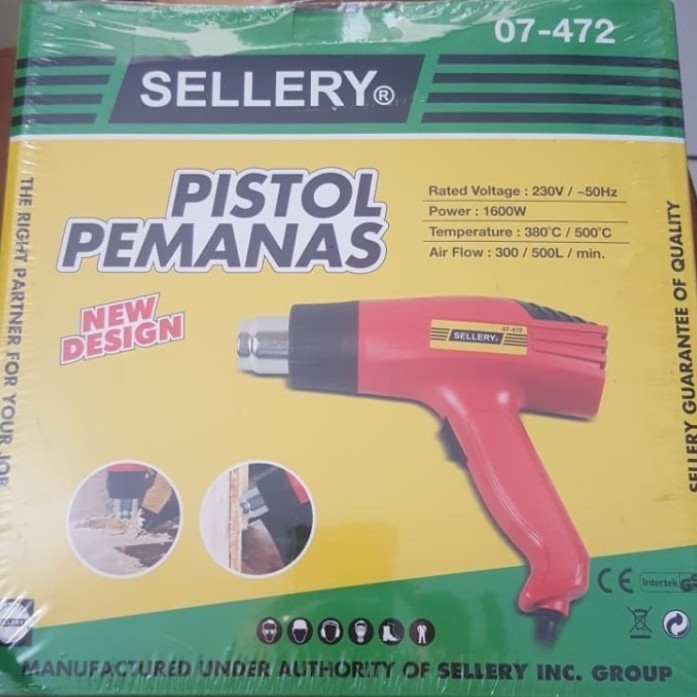 07-472
SELLERY®
PISTOL
PEMANAS
Rated Voltage : 230V / ~50Hz
Power : 1600W
Temperature : 380°C / 500°C
Air Flow : 300 / 500L / min.
NEW
DESIGN
07-472
SELLERY®
THE RIGHT PARTNER FOR YOUR JOB
SELLERY GUARANTEE OF QUALITY
CE
Intertek
GS
SELLERY
MANUFACTURED UNDER AUTHORITY OF SELLERY INC. GROUP